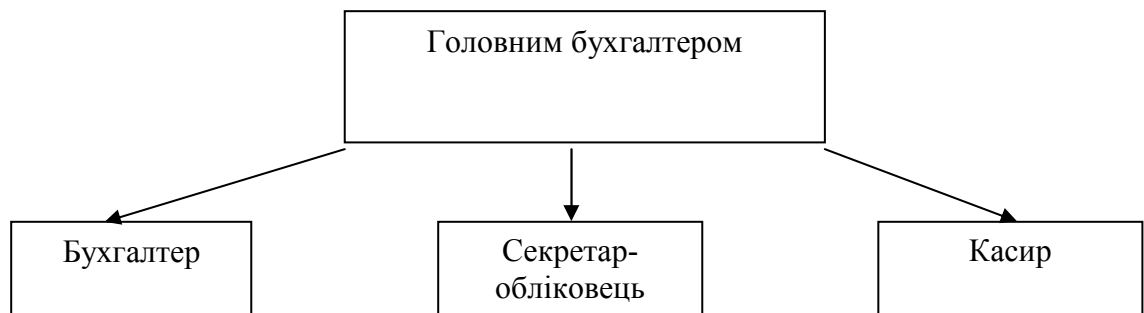 Головним бухгалтером
Бухгалтер
Секретар-
обліковець
Касир